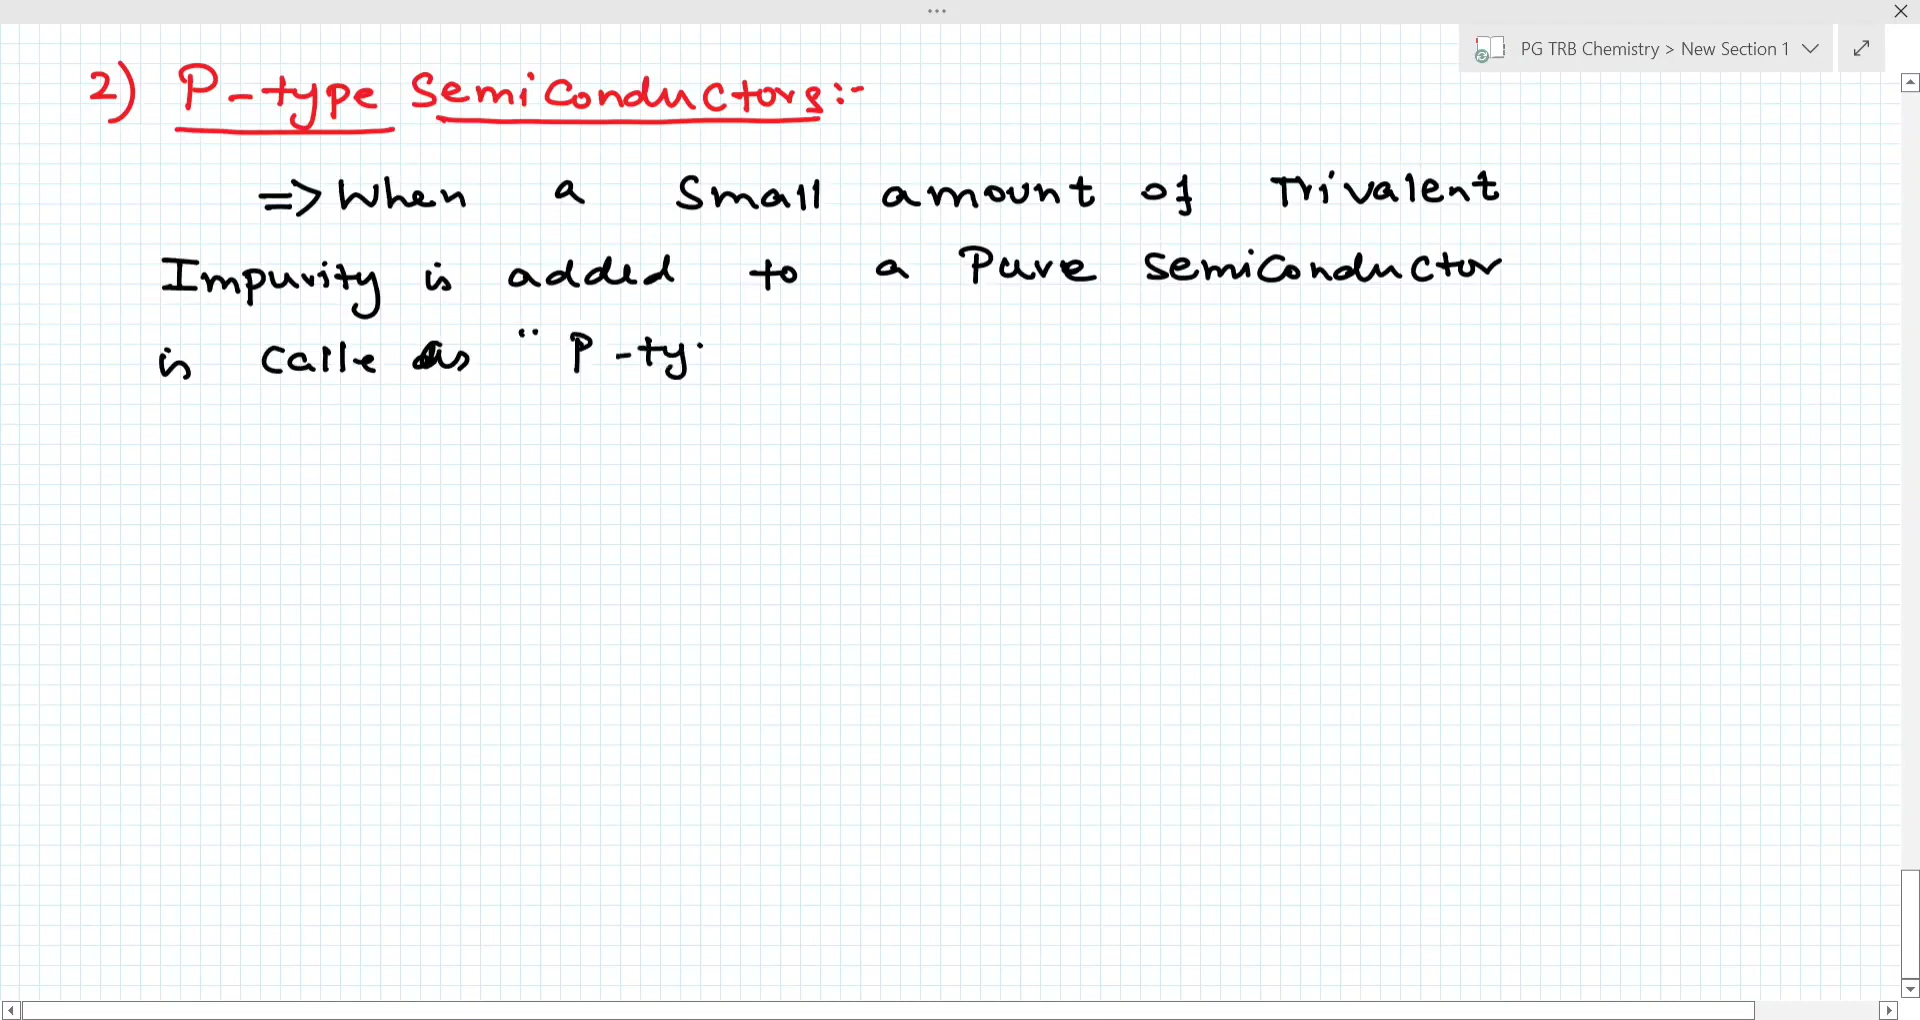 PG TRB Chemistry > New Section 1
2) P-type Semiconductors:-
=> When a Small amount of Trivalent
Impurity is added to a Pure Semiconductor
is calle as " P-ty